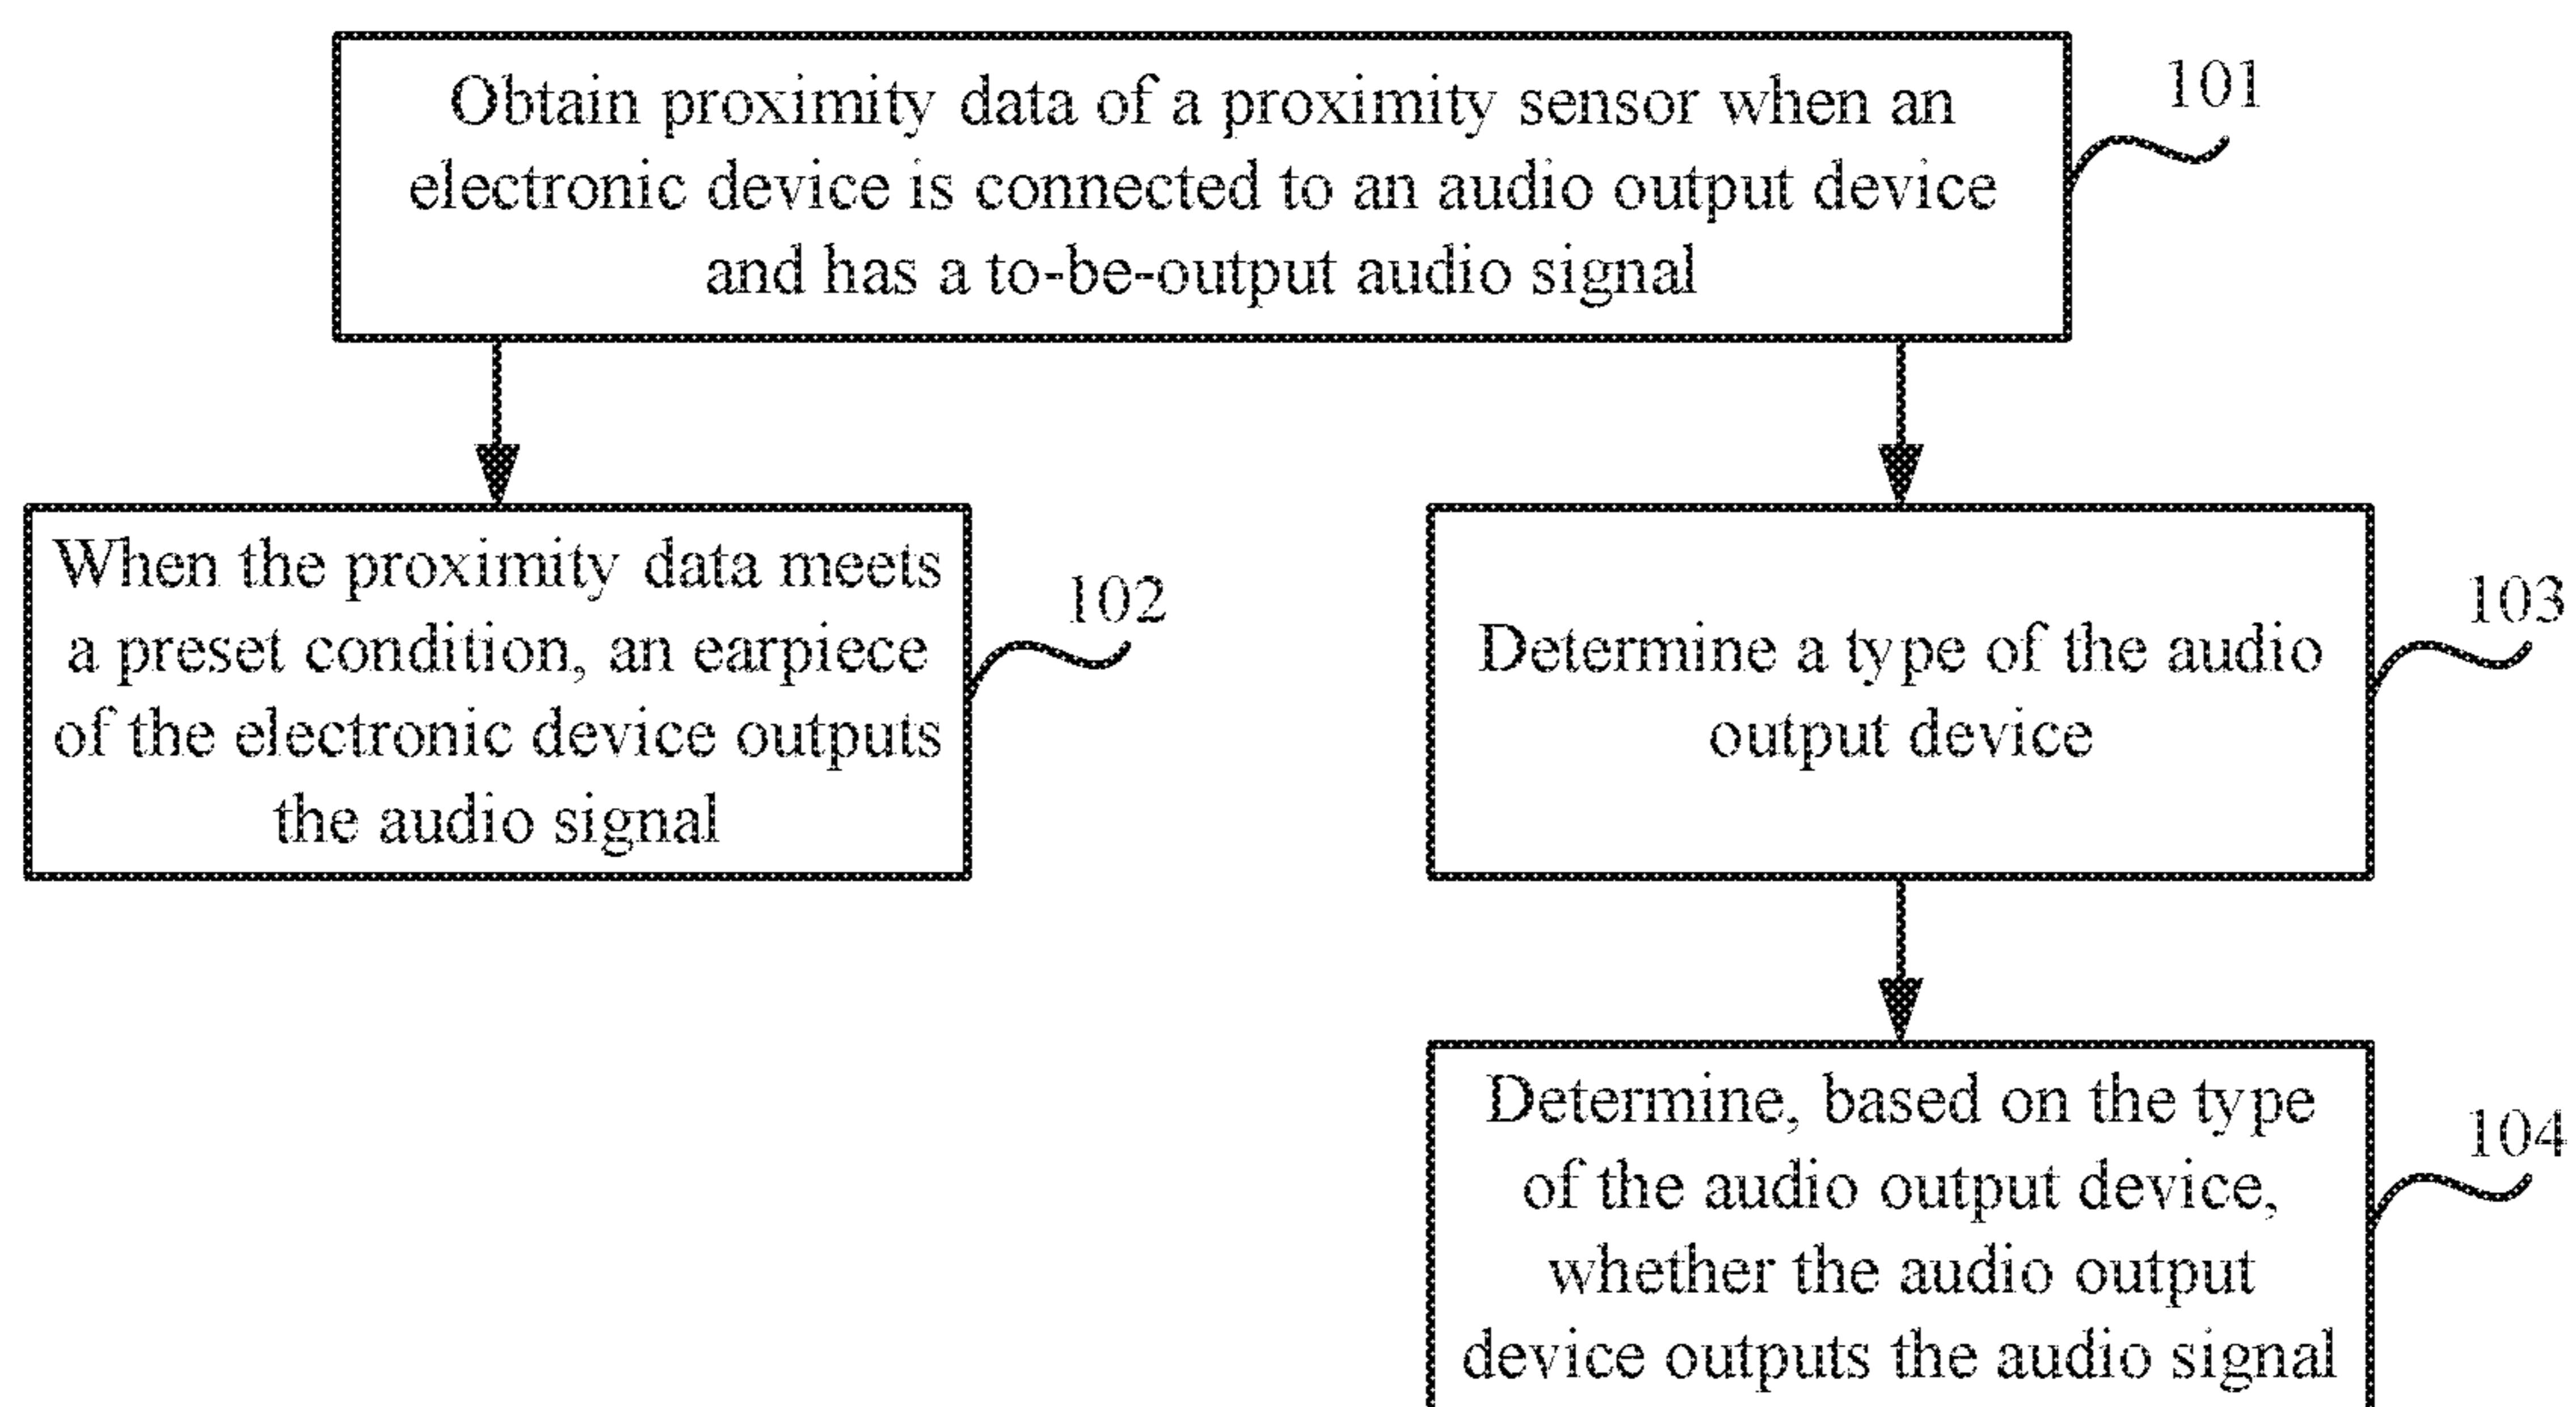 Obtain proximity data of a proximity sensor when an
electronic device is connected to an audio output device
and has a to-be-output audio signal
101
When the proximity data meets
a preset condition, an earpiece
of the electronic device outputs
the audio signal
102
Determine a type of the audio
output device
103
Determine, based on the type
of the audio output device,
whether the audio output
device outputs the audio signal
104